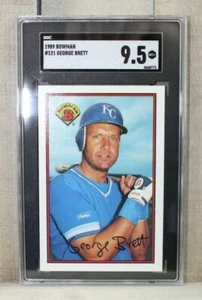 SGC
1989 BOWMAN
#121 GEORGE BRETT
9.5
KC
B
George Brett